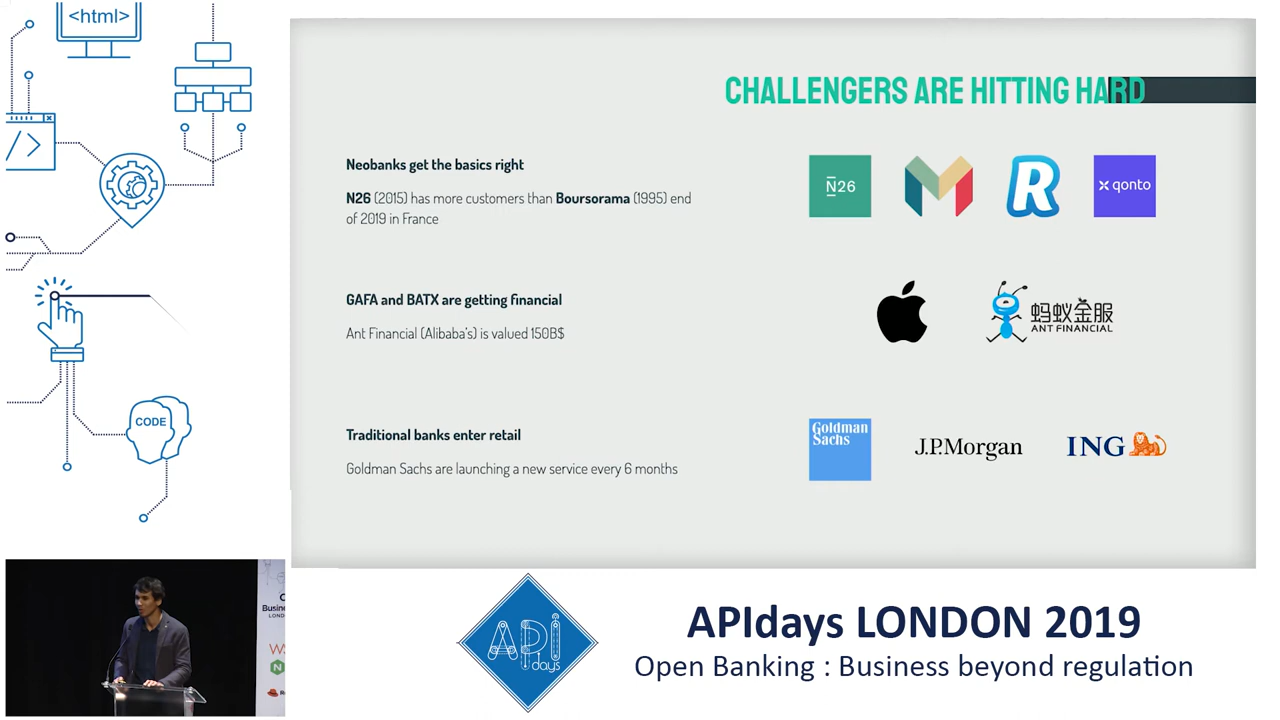 <html>
</>
CODE
CHALLENGERS ARE HITTING HARD
Neobanks get the basics right
N26 (2015) has more customers than Boursorama (1995) end
of 2019 in France
N26
R
qonto
GAFA and BATX are getting financial
Ant Financial (Alibaba's) is valued 150B$
蚂蚁金服
ANT FINANCIAL
Traditional banks enter retail
Goldman Sachs are launching a new service every 6 months
Goldman
Sachs
J.P.Morgan
ING
API
days
APIdays LONDON 2019
Open Banking : Business beyond regulation